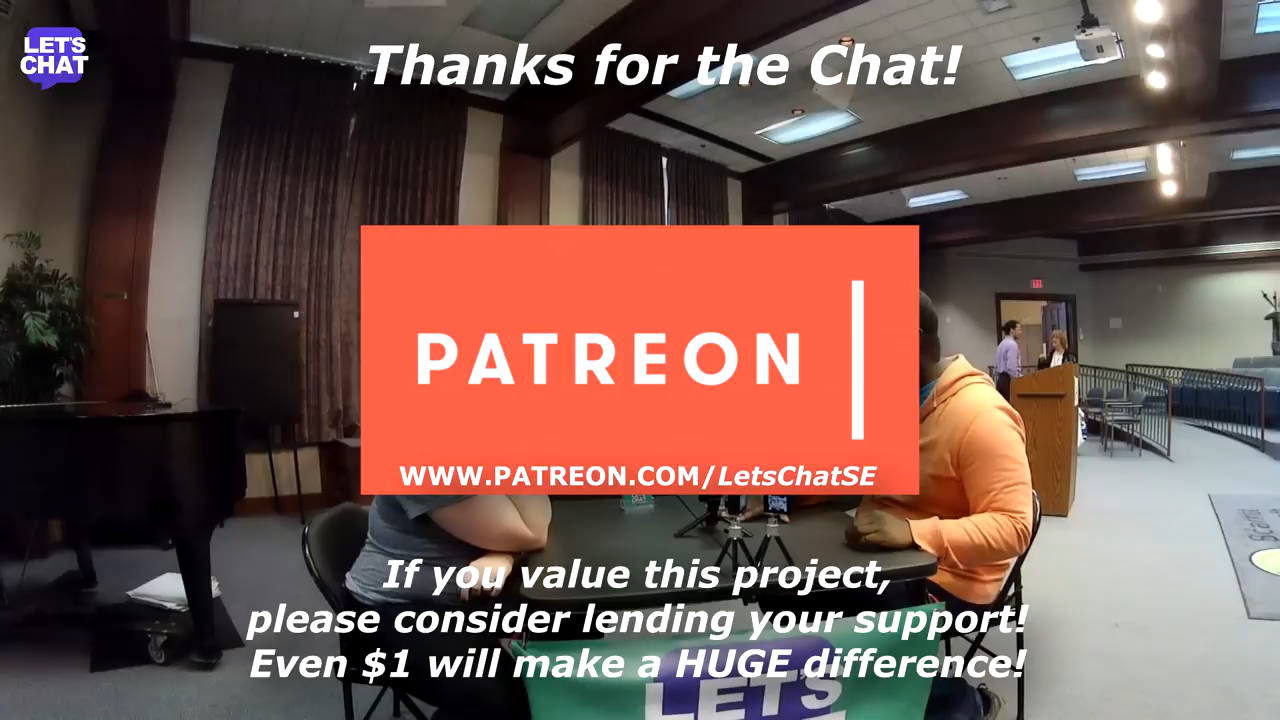 LET'S
CHAT
Thanks for the Chat!
PATREON
WWW.PATREON.COM/LetsChatSE
If you value this project,
please consider lending your support!
Even $1 will make a HUGE difference!
LET'S